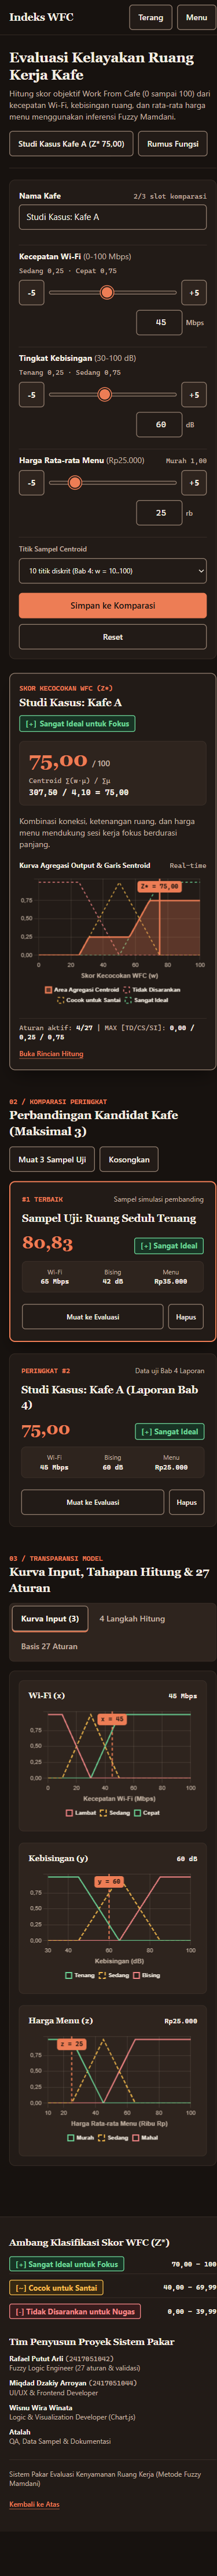 Indeks WFC
Terang
Menu
Evaluasi Kelayakan Ruang
Kerja Kafe
Hitung skor objektif Work From Cafe (0 sampai 100) dari
kecepatan Wi-Fi, kebisingan ruang, dan rata-rata harga
menu menggunakan inferensi Fuzzy Mamdani.
Studi Kasus Kafe A (Z* 75,00)
Rumus Fungsi
Nama Kafe
2/3 slot komparasi
Studi Kasus: Kafe A
Kecepatan Wi-Fi (0-100 Mbps)
Sedang 0,25 · Cepat 0,75
-5
+5
45
Mbps
Tingkat Kebisingan (30-100 dB)
Tenang 0,25 · Sedang 0,75
-5
+5
60
dB
Harga Rata-rata Menu (Rp25.000)
Murah 1,00
-5
+5
25
rb
Titik Sampel Centroid
10 titik diskrit (Bab 4: w = 10..100)
Simpan ke Komparasi
Reset
SKOR KECOCOKAN WFC (Z*)
Studi Kasus: Kafe A
[+] Sangat Ideal untuk Fokus
75,00 / 100
Centroid ∑(w·μ) / ∑μ
307,50 / 4,10 = 75,00
Kombinasi koneksi, ketenangan ruang, dan harga
menu mendukung sesi kerja fokus berdurasi
panjang.
Kurva Agregasi Output & Garis Sentroid
Real-time
Z* = 75,00
0,75
0,50
0,25
0,00
0 20 40 60 80 100
Skor Kecocokan WFC (w)
Area Agregasi Centroid
Tidak Disarankan
Cocok untuk Santai
Sangat Ideal
Aturan aktif: 4/27 | MAX [TD/CS/SI]: 0,00 /
0,25 / 0,75
Buka Rincian Hitung
02 / KOMPARASI PERINGKAT
Perbandingan Kandidat Kafe
(Maksimal 3)
Muat 3 Sampel Uji
Kosongkan
#1 TERBAIK
Sampel simulasi pembanding
Sampel Uji: Ruang Seduh Tenang
80,83
[+] Sangat Ideal
Wi-Fi
Bising
Menu
65 Mbps
42 dB
Rp35.000
Muat ke Evaluasi
Hapus
PERINGKAT #2
Data uji Bab 4 Laporan
Studi Kasus: Kafe A (Laporan Bab
4)
75,00
[+] Sangat Ideal
Wi-Fi
Bising
Menu
45 Mbps
60 dB
Rp25.000
Muat ke Evaluasi
Hapus
03 / TRANSPARANSI MODEL
Kurva Input, Tahapan Hitung & 27
Aturan
Kurva Input (3)
4 Langkah Hitung
Basis 27 Aturan
Wi-Fi (x)
45 Mbps
x = 45
0,75
0,50
0,25
0,00
0 20 40 60 80 100
Kecepatan Wi-Fi (Mbps)
Lambat
Sedang
Cepat
Kebisingan (y)
60 dB
y = 60
0,75
0,50
0,25
0,00
30 40 60 80 100
Kebisingan (dB)
Tenang
Sedang
Bising
Harga Menu (z)
Rp25.000
z = 25
0,75
0,50
0,25
0,00
10 20 40 60 80 100
Harga Rata-rata Menu (Ribu Rp)
Murah
Sedang
Mahal
Ambang Klasifikasi Skor WFC (Z*)
[+] Sangat Ideal untuk Fokus
70,00 – 100
[~] Cocok untuk Santai
40,00 – 69,99
[-] Tidak Disarankan untuk Nugas
0,00 – 39,99
Tim Penyusun Proyek Sistem Pakar
Rafael Putut Arli (2417051042)
Fuzzy Logic Engineer (27 aturan & validasi)
Miqdad Dzakiy Arroyan (2417051044)
UI/UX & Frontend Developer
Wisnu Wira Winata
Logic & Visualization Developer (Chart.js)
Atalah
QA, Data Sampel & Dokumentasi
Sistem Pakar Evaluasi Kenyamanan Ruang Kerja (Metode Fuzzy
Mamdani)
Kembali ke Atas